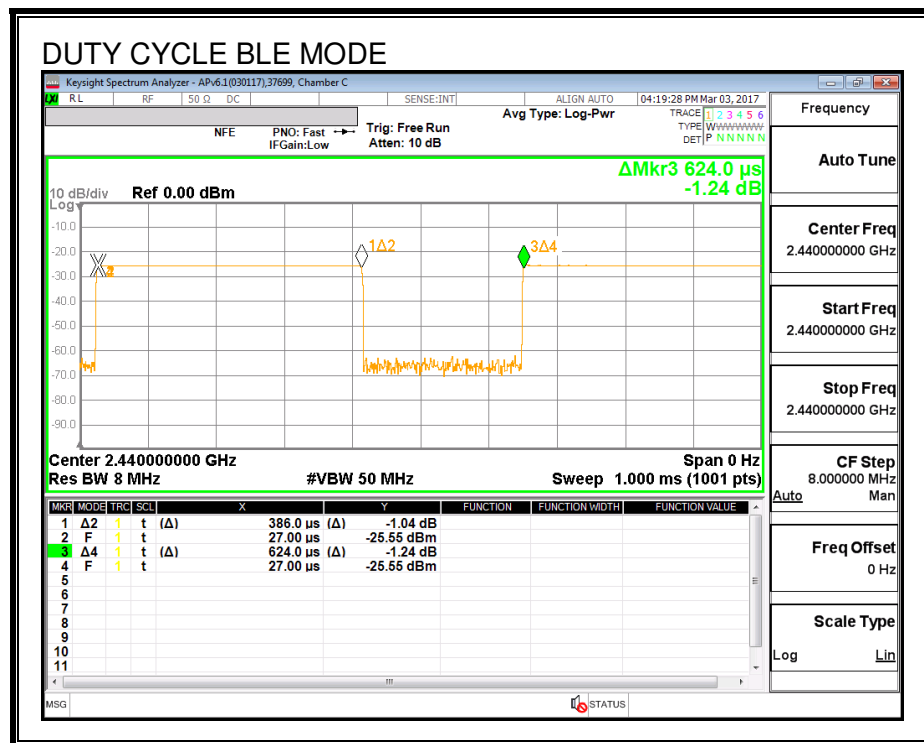 DUTY CYCLE BLE MODE
Keysight Spectrum Analyzer - APv6.1(030117),37699, Chamber C
LXI RL RF 50 Ω DC SENSE:INT ALIGN AUTO 04:19:28 PM Mar 03, 2017
Avg Type: Log-Pwr TRACE 1 2 3 4 5 6
NFE PNO: Fast Trig: Free Run TYPE WWWWWW
IFGain:Low Atten: 10 dB DET P NNNNN
ΔMkr3 624.0 µs
-1.24 dB
10 dB/div Ref 0.00 dBm
Log
-10.0
-20.0
-30.0
-40.0
-50.0
-60.0
-70.0
-80.0
-90.0
1Δ2
3Δ4
Center 2.440000000 GHz Span 0 Hz
Res BW 8 MHz #VBW 50 MHz Sweep 1.000 ms (1001 pts)
MKR MODE TRC SCL X Y FUNCTION FUNCTION WIDTH FUNCTION VALUE
1 Δ2 1 t (Δ) 386.0 µs (Δ) -1.04 dB
2 F 1 t 27.00 µs -25.55 dBm
3 Δ4 1 t (Δ) 624.0 µs (Δ) -1.24 dB
4 F 1 t 27.00 µs -25.55 dBm
5
6
7
8
9
10
11
MSG STATUS
Frequency
Auto Tune
Center Freq
2.440000000 GHz
Start Freq
2.440000000 GHz
Stop Freq
2.440000000 GHz
CF Step
8.000000 MHz
Auto Man
Freq Offset
0 Hz
Scale Type
Log Lin